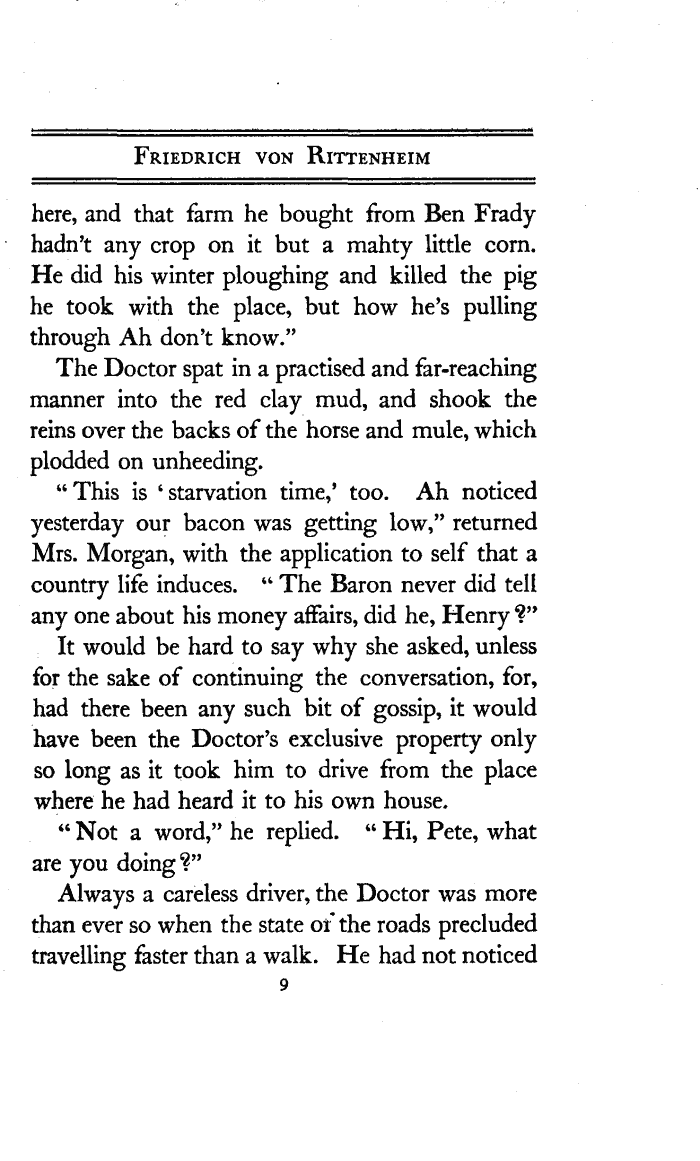 Friedrich von Rittenheim
here, and that farm he bought from Ben Frady
hadn't any crop on it but a mahty little corn.
He did his winter ploughing and killed the pig
he took with the place, but how he's pulling
through Ah don't know."
The Doctor spat in a practised and far-reaching
manner into the red clay mud, and shook the
reins over the backs of the horse and mule, which
plodded on unheeding.
"This is 'starvation time,' too. Ah noticed
yesterday our bacon was getting low," returned
Mrs. Morgan, with the application to self that a
country life induces. "The Baron never did tell
any one about his money affairs, did he, Henry?"
It would be hard to say why she asked, unless
for the sake of continuing the conversation, for,
had there been any such bit of gossip, it would
have been the Doctor's exclusive property only
so long as it took him to drive from the place
where he had heard it to his own house.
"Not a word," he replied. "Hi, Pete, what
are you doing?"
Always a careless driver, the Doctor was more
than ever so when the state of the roads precluded
travelling faster than a walk. He had not noticed
9